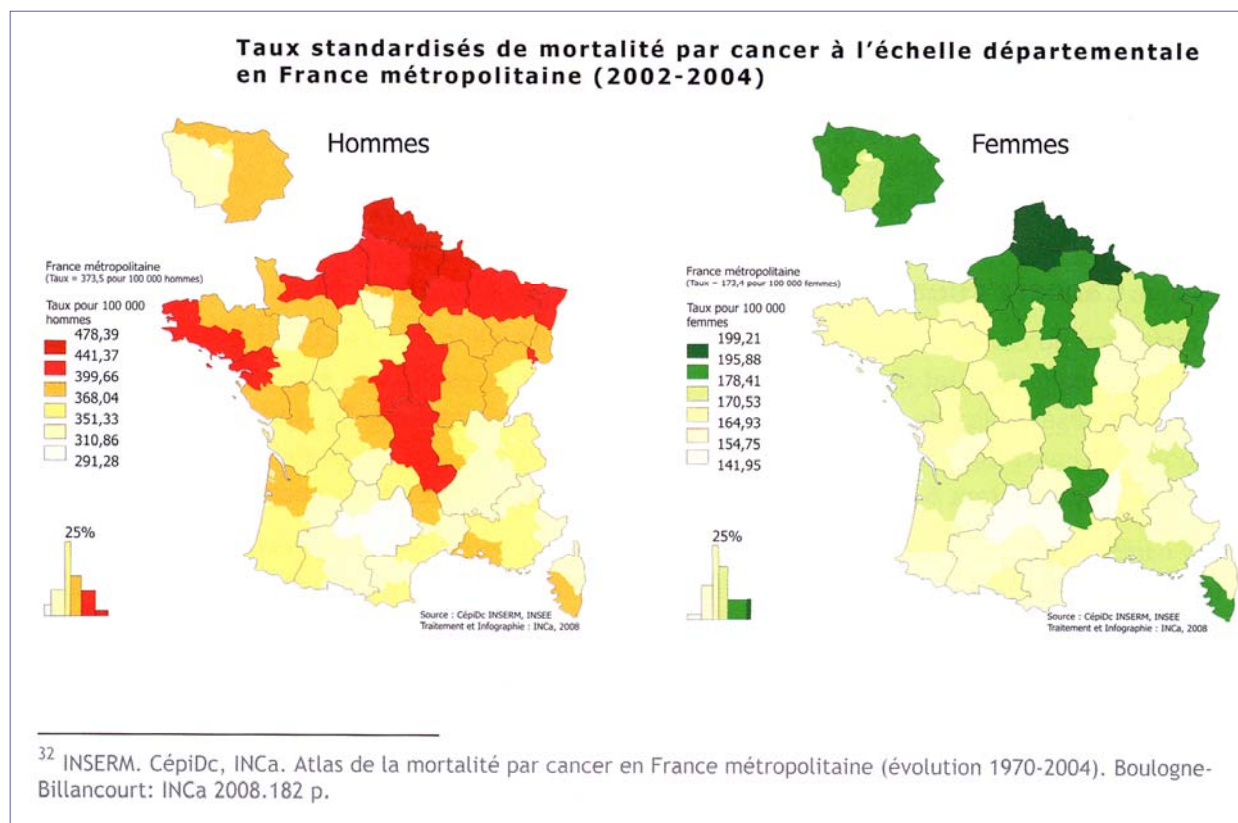 Taux standardisés de mortalité par cancer à l'échelle départementale
en France métropolitaine (2002-2004)
Hommes
France métropolitaine
(Taux = 373,5 pour 100 000 hommes)
Taux pour 100 000
hommes
478,39
441,37
399,66
368,04
351,33
310,86
291,28
25%
Source : CépiDc INSERM, INSEE
Traitement et Infographie : INCa, 2008
Femmes
France métropolitaine
(Taux = 173,4 pour 100 000 femmes)
Taux pour 100 000
femmes
199,21
195,88
178,41
170,53
164,93
154,75
141,95
25%
Source : CépiDc INSERM, INSEE
Traitement et Infographie : INCa, 2008
32 INSERM. CépiDc, INCa. Atlas de la mortalité par cancer en France métropolitaine (évolution 1970-2004). Boulogne-
Billancourt: INCa 2008.182 p.